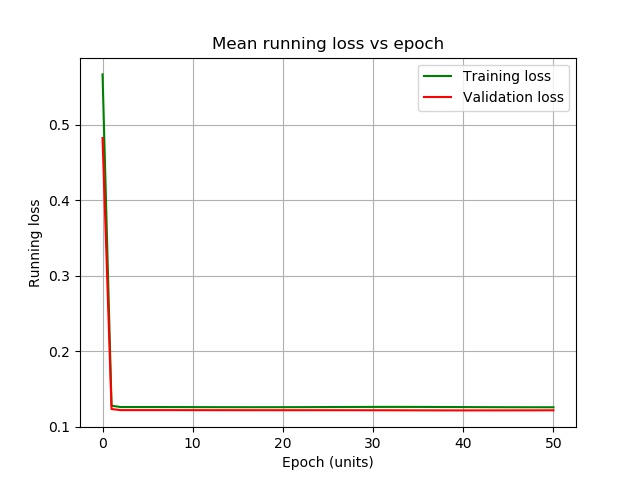 Mean running loss vs epoch
Training loss
Validation loss
Running loss
0.5
0.4
0.3
0.2
0.1
0 10 20 30 40 50
Epoch (units)